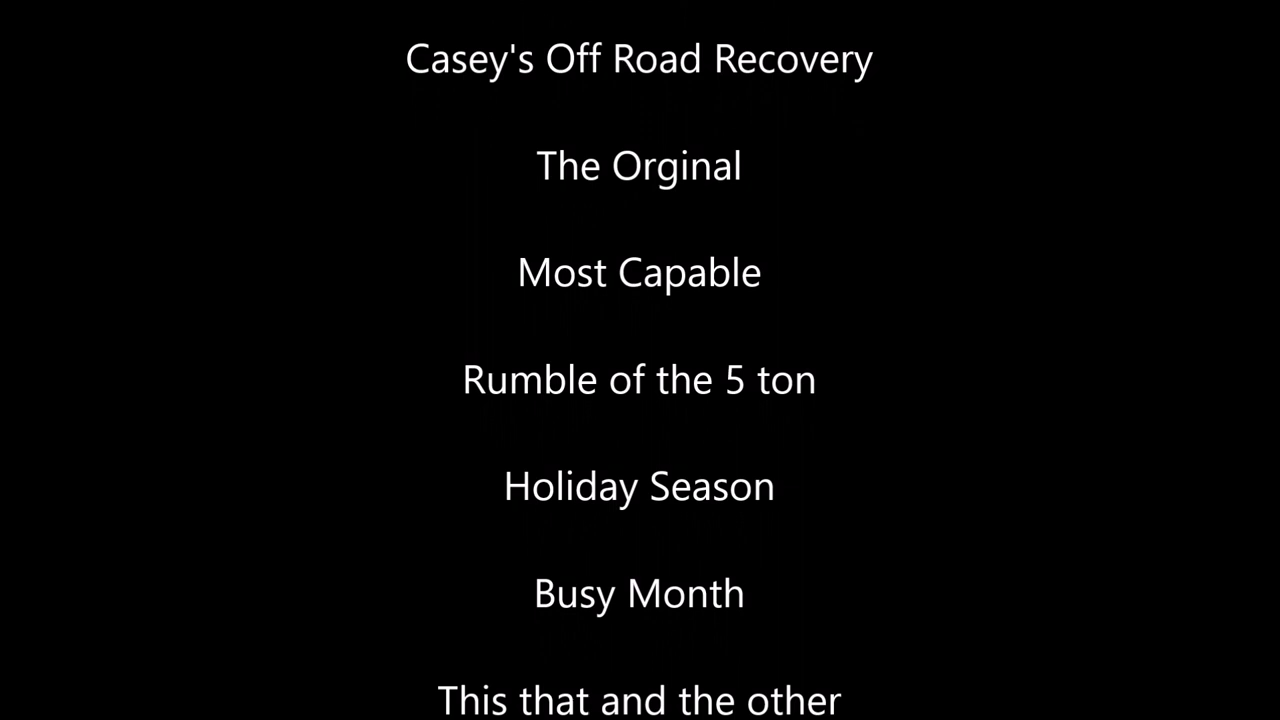 Casey's Off Road Recovery
The Orginal
Most Capable
Rumble of the 5 ton
Holiday Season
Busy Month
This that and the other